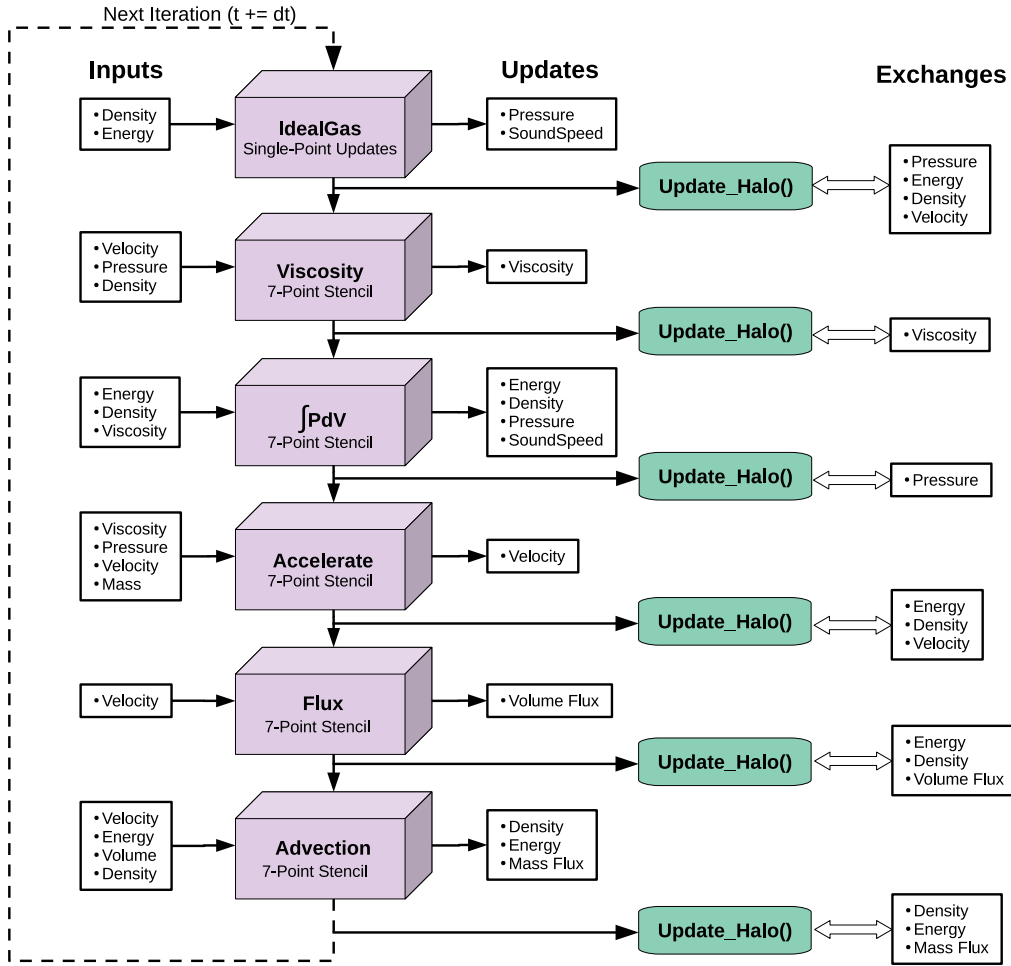 Next Iteration (t += dt)
Inputs
Updates
Exchanges
• Density
• Energy
IdealGas
Single-Point Updates
• Pressure
• SoundSpeed
Update_Halo()
• Pressure
• Energy
• Density
• Velocity
• Velocity
• Pressure
• Density
Viscosity
7-Point Stencil
• Viscosity
Update_Halo()
• Viscosity
• Energy
• Density
• Viscosity
∫PdV
7-Point Stencil
• Energy
• Density
• Pressure
• SoundSpeed
Update_Halo()
• Pressure
• Viscosity
• Pressure
• Velocity
• Mass
Accelerate
7-Point Stencil
• Velocity
Update_Halo()
• Energy
• Density
• Velocity
• Velocity
Flux
7-Point Stencil
• Volume Flux
Update_Halo()
• Energy
• Density
• Volume Flux
• Velocity
• Energy
• Volume
• Density
Advection
7-Point Stencil
• Density
• Energy
• Mass Flux
Update_Halo()
• Density
• Energy
• Mass Flux